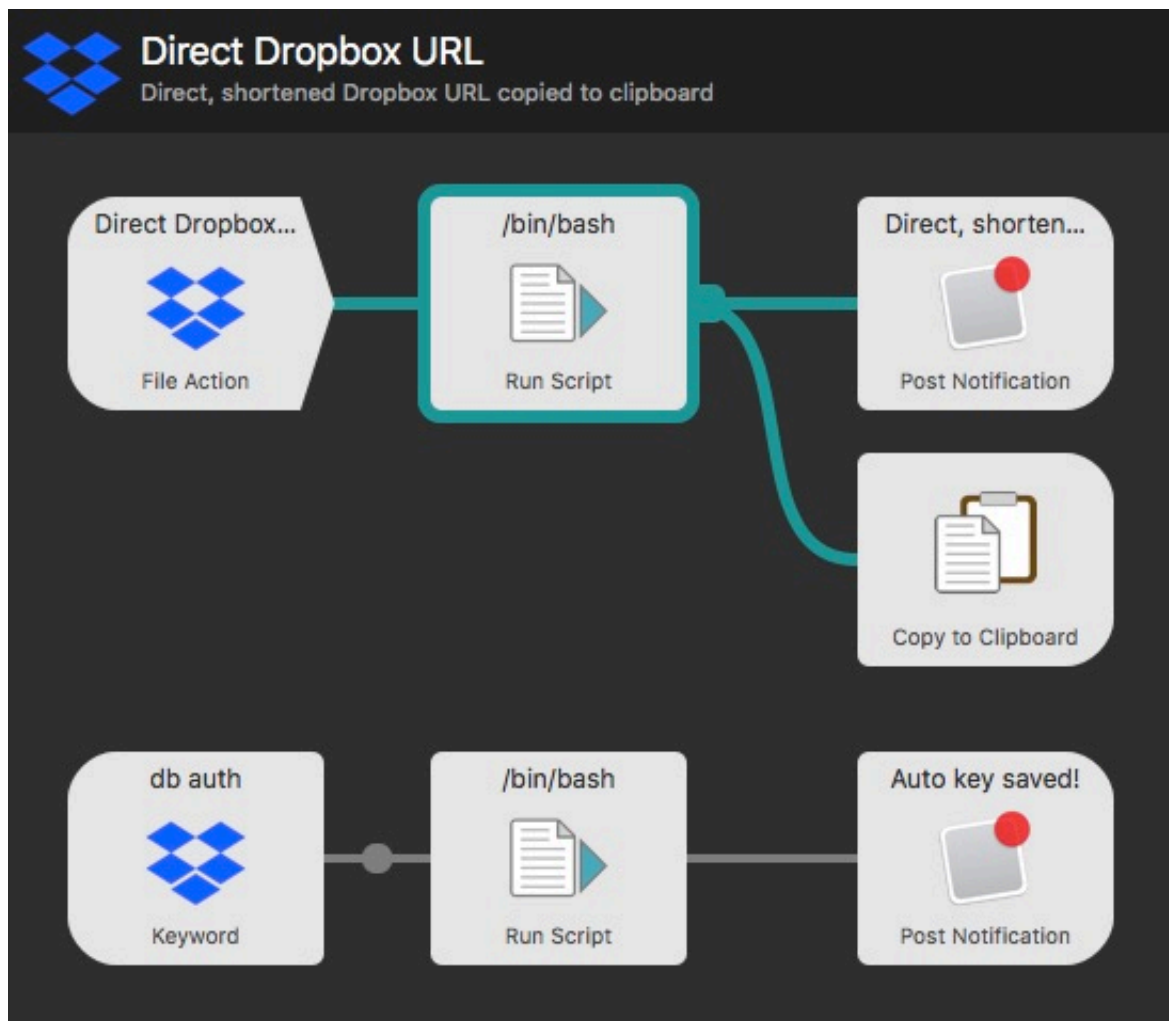 Direct Dropbox URL
Direct, shortened Dropbox URL copied to clipboard
Direct Dropbox...
File Action
/bin/bash
Run Script
Direct, shorten...
Post Notification
Copy to Clipboard
db auth
Keyword
/bin/bash
Run Script
Auto key saved!
Post Notification